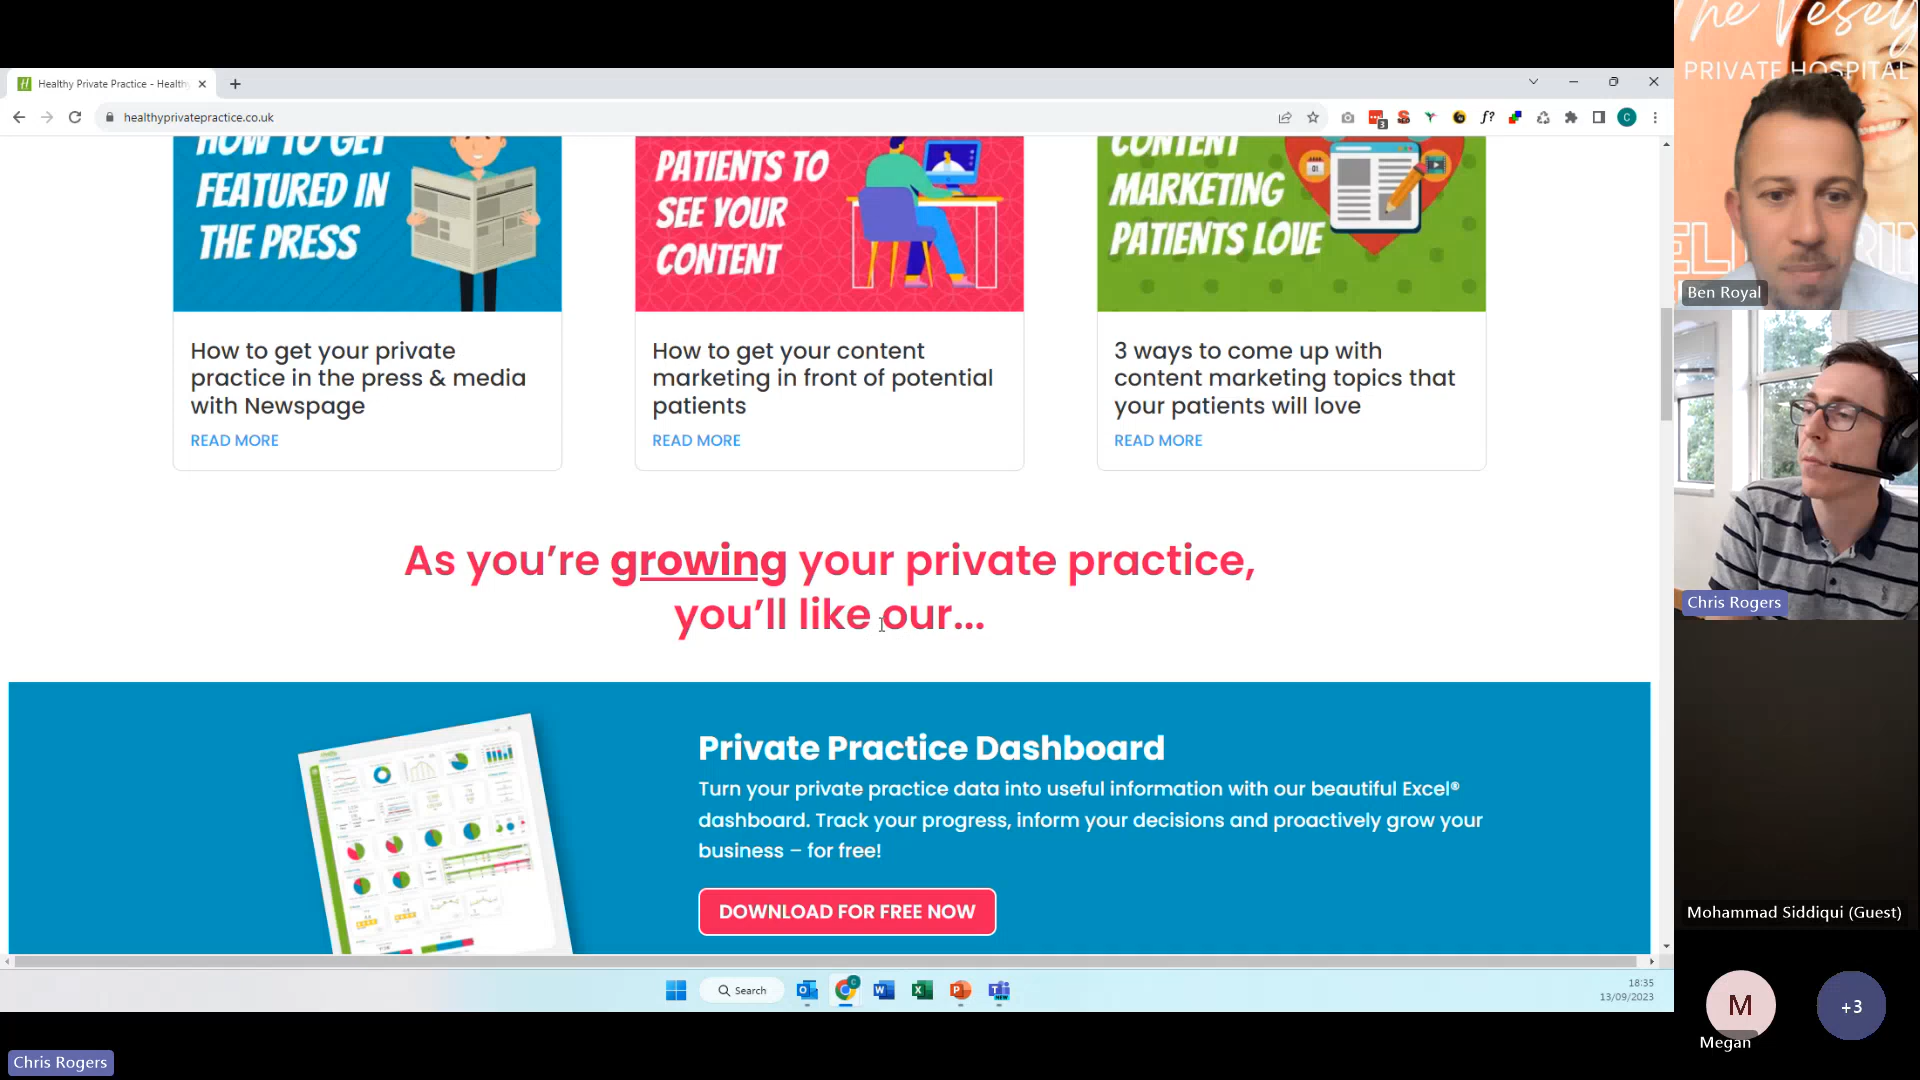 Healthy Private Practice - Health
healthyprivatepractice.co.uk
HOW TO GET
FEATURED IN
THE PRESS
PATIENTS TO
SEE YOUR
CONTENT
CONTENT
MARKETING
PATIENTS LOVE
How to get your private
practice in the press & media
with Newspage
READ MORE
How to get your content
marketing in front of potential
patients
READ MORE
3 ways to come up with
content marketing topics that
your patients will love
READ MORE
As you're growing your private practice,
you'll like our...
Private Practice Dashboard
Turn your private practice data into useful information with our beautiful Excel®
dashboard. Track your progress, inform your decisions and proactively grow your
business – for free!
DOWNLOAD FOR FREE NOW
Search
18:35
13/09/2023
The Vesey
PRIVATE HOSPITAL
Ben Royal
Chris Rogers
Mohammad Siddiqui (Guest)
M
Megan
+3
Chris Rogers